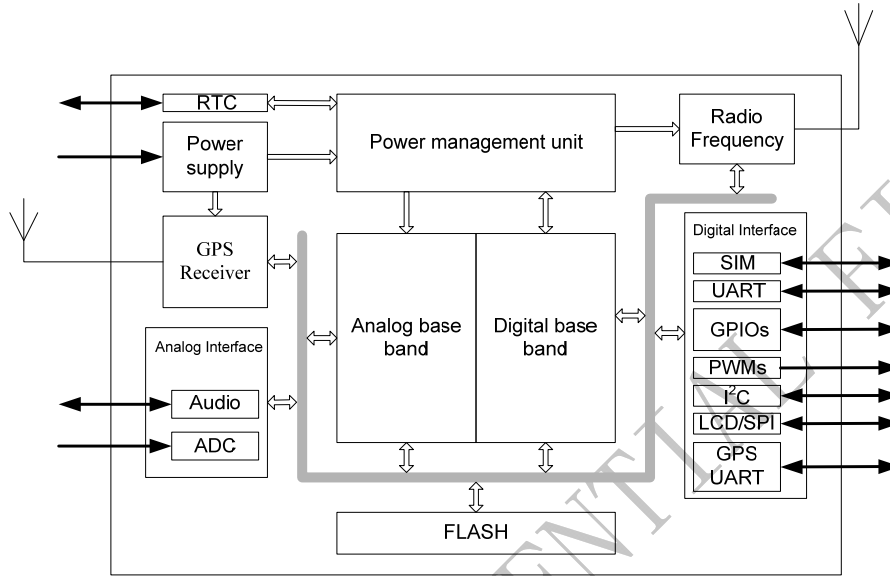 RTC
Power
supply
Power management unit
Radio
Frequency
GPS
Receiver
Analog base
band
Digital base
band
Digital Interface
SIM
UART
GPIOs
PWMs
I²C
LCD/SPI
GPS
UART
Analog Interface
Audio
ADC
FLASH